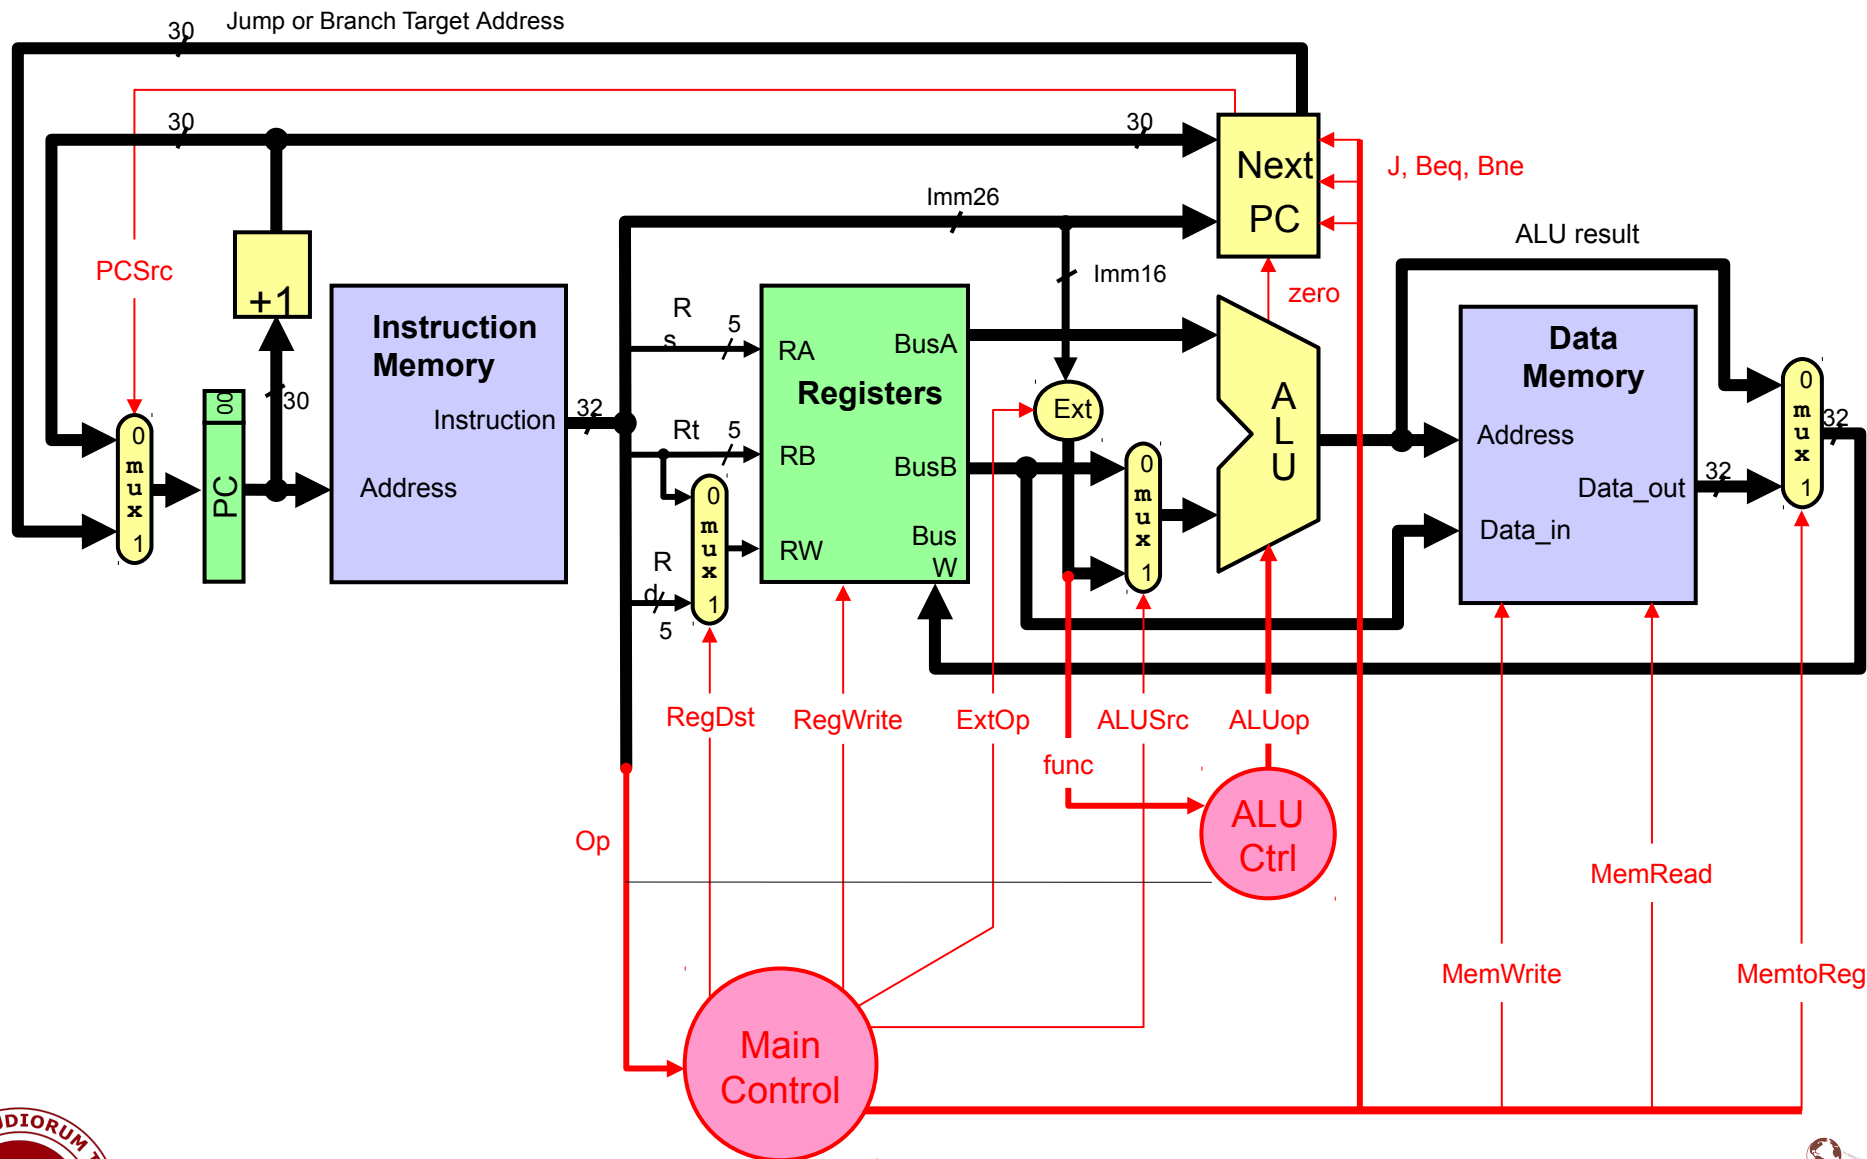 Jump or Branch Target Address
30
30
30
J, Beq, Bne
Next
PC
Imm26
ALU result
PCSrc
+1
Imm16
zero
Instruction
Memory
Instruction
Address
32
R
s
5
RA
BusA
Registers
Rt
5
RB
BusB
R
d
5
RW
Bus
W
Ext
A
L
U
Data
Memory
Address
Data_out
Data_in
32
32
0
m
u
x
1
PC
00
30
0
m
u
x
1
0
m
u
x
1
0
m
u
x
1
RegDst
RegWrite
ExtOp
ALUSrc
ALUop
func
ALU
Ctrl
Op
MemRead
MemWrite
MemtoReg
Main
Control